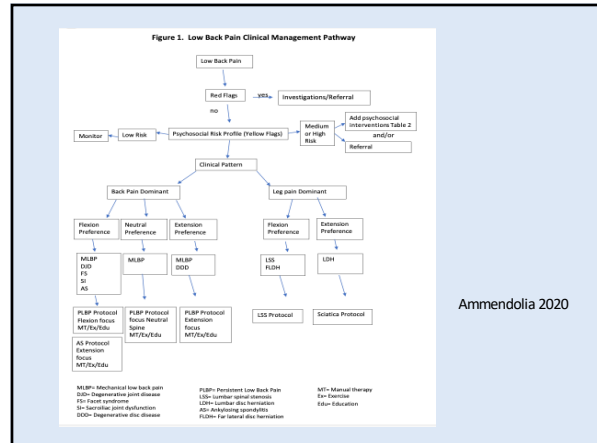 Figure 1. Low Back Pain Clinical Management Pathway
Low Back Pain
Red Flags
yes
Investigations/Referral
no
Monitor
Low Risk
Psychosocial Risk Profile (Yellow Flags)
Medium
or High
Risk
Add psychosocial
interventions Table 2
and/or
Referral
Clinical Pattern
Back Pain Dominant
Leg pain Dominant
Flexion
Preference
Neutral
Preference
Extension
Preference
Flexion
Preference
Extension
Preference
MLBP
DJD
FS
SI
AS
MLBP
MLBP
DDD
LSS
FLDH
LDH
PLBP Protocol
Flexion focus
MT/Ex/Edu
AS Protocol
Extension
focus
MT/Ex/Edu
PLBP Protocol
focus Neutral
Spine
MT/Ex/Edu
PLBP Protocol
Extension
focus
MT/Ex/Edu
LSS Protocol
Sciatica Protocol
MLBP= Mechanical low back pain
DJD= Degenerative joint disease
FS= Facet syndrome
SI= Sacroiliac joint dysfunction
DDD= Degenerative disc disease
PLBP= Persistent Low Back Pain
LSS= Lumbar spinal stenosis
LDH= Lumbar disc herniation
AS= Ankylosing spondylitis
FLDH= Far lateral disc herniation
MT= Manual therapy
Ex= Exercise
Edu= Education
Ammendolia 2020